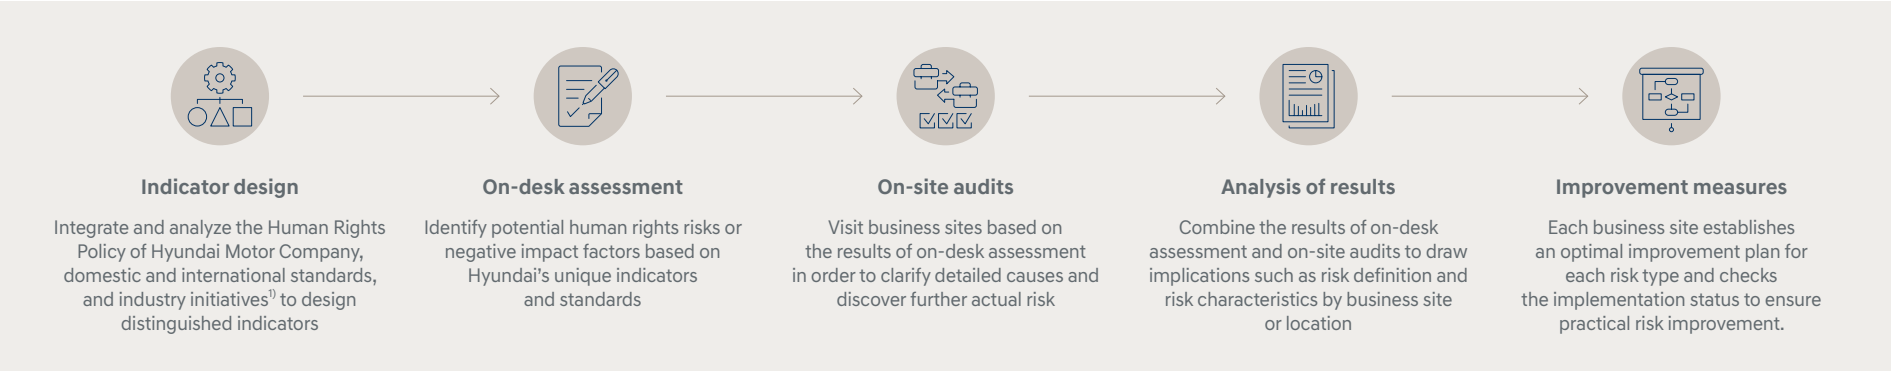 Indicator design
Integrate and analyze the Human Rights
Policy of Hyundai Motor Company,
domestic and international standards,
and industry initiatives1) to design
distinguished indicators
On-desk assessment
Identify potential human rights risks or
negative impact factors based on
Hyundai's unique indicators
and standards
On-site audits
Visit business sites based on
the results of on-desk assessment
in order to clarify detailed causes and
discover further actual risk
Analysis of results
Combine the results of on-desk
assessment and on-site audits to draw
implications such as risk definition and
risk characteristics by business site
or location
Improvement measures
Each business site establishes
an optimal improvement plan for
each risk type and checks
the implementation status to ensure
practical risk improvement.